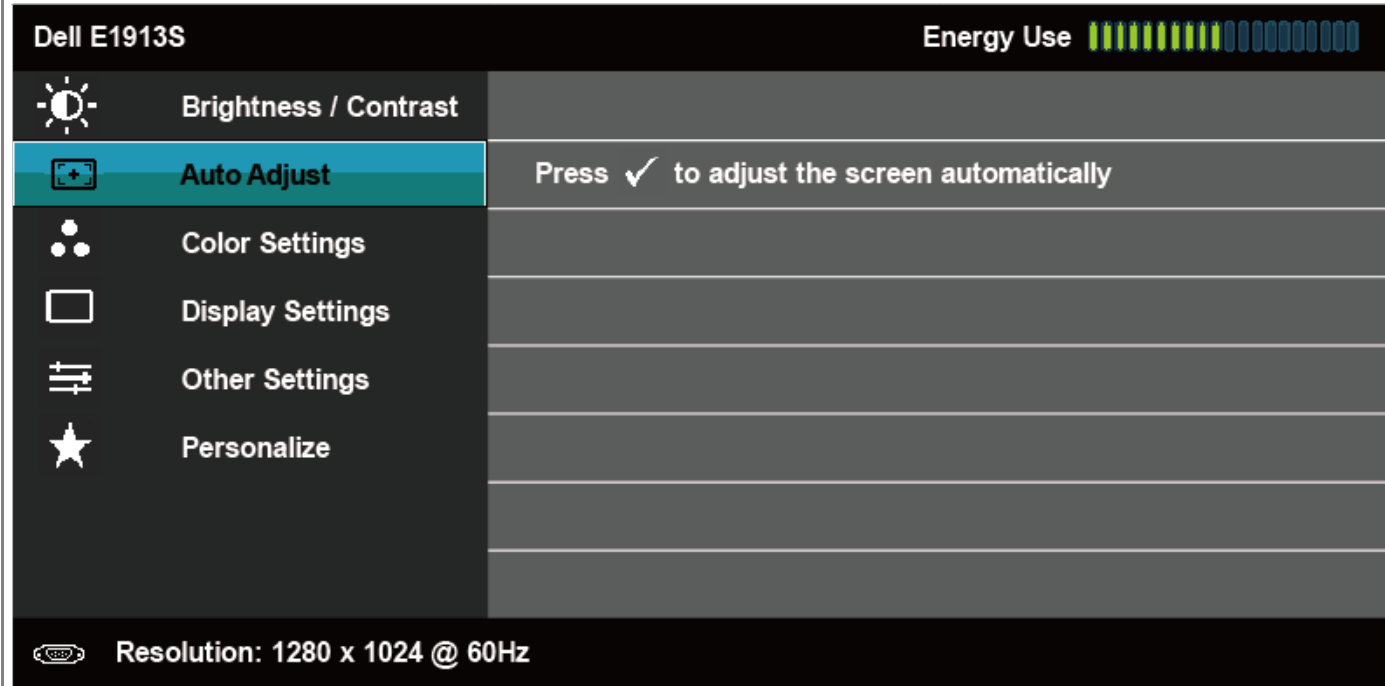 Dell E1913S
Energy Use
Brightness / Contrast
Auto Adjust
Press ✓ to adjust the screen automatically
Color Settings
Display Settings
Other Settings
Personalize
Resolution: 1280 x 1024 @ 60Hz